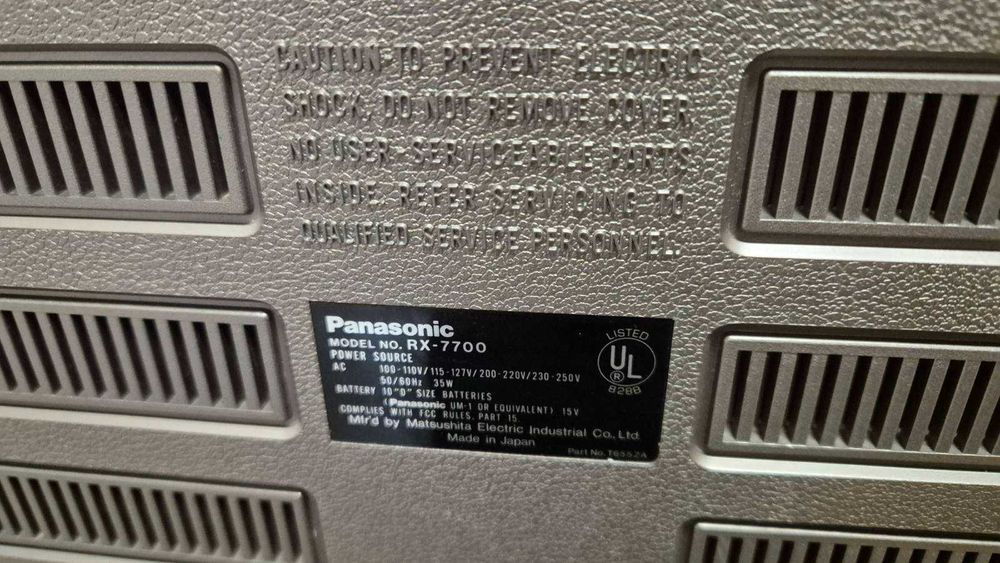 CAUTION-TO PREVENT ELECTRIC
SHOCK, DO NOT REMOVE COVER.
NO USER-SERVICEABLE PARTS
INSIDE. REFER SERVICING TO
QUALIFIED SERVICE PERSONNEL.
Panasonic
MODEL NO. RX-7700
POWER SOURCE
AC 100-110V/115-127V/200-220V/230-250V
50/60Hz 35W
BATTERY 10 "D" SIZE BATTERIES
(Panasonic UM-1 OR EQUIVALENT) 15V
COMPLIES WITH FCC RULES, PART 15
Mfr'd by Matsushita Electric Industrial Co., Ltd.
Made in Japan
Part No. T6552A
LISTED
UL
®
828B